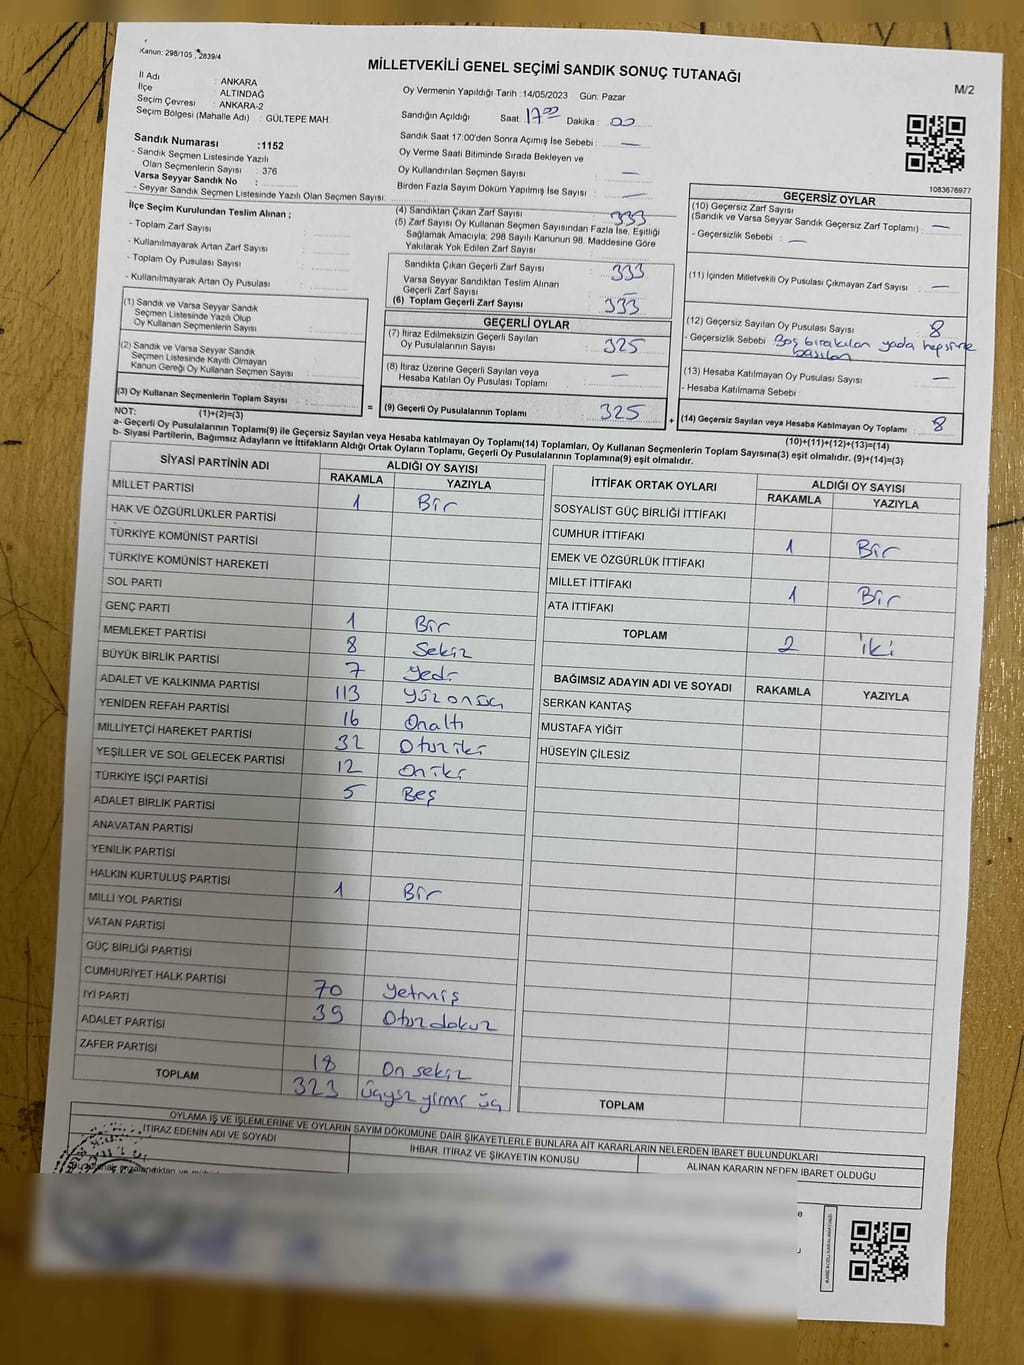 Kanun: 298/105 , 2839/4
MİLLETVEKİLİ GENEL SEÇİMİ SANDIK SONUÇ TUTANAĞI
M/2
İl Adı : ANKARA
İlçe : ALTINDAĞ
Seçim Çevresi : ANKARA-2
Seçim Bölgesi (Mahalle Adı) : GÜLTEPE MAH.
Oy Vermenin Yapıldığı Tarih :14/05/2023 Gün: Pazar
Sandığın Açıldığı Saat: 17 00 Dakika : 00
Sandık Saat 17:00'den Sonra Açımış İse Sebebi : —
Oy Verme Saati Bitiminde Sırada Bekleyen ve
Oy Kullandırılan Seçmen Sayısı : —
Birden Fazla Sayım Döküm Yapılmış İse Sayısı : —
1083676977
Sandık Numarası :1152
- Sandık Seçmen Listesinde Yazılı
Olan Seçmenlerin Sayısı : 376
Varsa Seyyar Sandık No :
- Seyyar Sandık Seçmen Listesinde Yazılı Olan Seçmen Sayısı:
İlçe Seçim Kurulundan Teslim Alınan ;
- Toplam Zarf Sayısı :
- Kullanılmayarak Artan Zarf Sayısı :
- Toplam Oy Pusulası Sayısı :
- Kullanılmayarak Artan Oy Pusulası :
(1) Sandık ve Varsa Seyyar Sandık
Seçmen Listesinde Yazılı Olup
Oy Kullanan Seçmenlerin Sayısı :
(2) Sandık ve Varsa Seyyar Sandık
Seçmen Listesinde Kayıtlı Olmayan
Kanun Gereği Oy Kullanan Seçmen Sayısı :
(3) Oy Kullanan Seçmenlerin Toplam Sayısı :
(1)+(2)=(3)
(4) Sandıktan Çıkan Zarf Sayısı : 333
(5) Zarf Sayısı Oy Kullanan Seçmen Sayısından Fazla İse, Eşitliği
Sağlamak Amacıyla; 298 Sayılı Kanunun 98. Maddesine Göre
Yakılarak Yok Edilen Zarf Sayısı :
Sandıkta Çıkan Geçerli Zarf Sayısı : 333
Varsa Seyyar Sandıktan Teslim Alınan
Geçerli Zarf Sayısı : —
(6) Toplam Geçerli Zarf Sayısı : 333
GEÇERLİ OYLAR
(7) İtiraz Edilmeksizin Geçerli Sayılan
Oy Pusulalarının Sayısı : 325
(8) İtiraz Üzerine Geçerli Sayılan veya
Hesaba Katılan Oy Pusulası Toplamı : —
= (9) Geçerli Oy Pusulalarının Toplamı : 325
GEÇERSİZ OYLAR
(10) Geçersiz Zarf Sayısı
(Sandık ve Varsa Seyyar Sandık Geçersiz Zarf Toplamı) : —
- Geçersizlik Sebebi : —
(11) İçinden Milletvekili Oy Pusulası Çıkmayan Zarf Sayısı : —
(12) Geçersiz Sayılan Oy Pusulası Sayısı : 8
- Geçersizlik Sebebi : Boş bırakılan yada hepsine
basılan
(13) Hesaba Katılmayan Oy Pusulası Sayısı : —
- Hesaba Katılmama Sebebi :
+ (14) Geçersiz Sayılan veya Hesaba Katılmayan Oy Toplamı : 8
(10)+(11)+(12)+(13)=(14)
NOT:
a- Geçerli Oy Pusulalarının Toplamı(9) ile Geçersiz Sayılan veya Hesaba katılmayan Oy Toplamı(14) Toplamları, Oy Kullanan Seçmenlerin Toplam Sayısına(3) eşit olmalıdır. (9)+(14)=(3)
b- Siyasi Partilerin, Bağımsız Adayların ve İttifakların Aldığı Ortak Oyların Toplamı, Geçerli Oy Pusulalarının Toplamına(9) eşit olmalıdır.
SİYASİ PARTİNİN ADI ALDIĞI OY SAYISI
RAKAMLA YAZIYLA
MİLLET PARTİSİ 1 Bir
HAK VE ÖZGÜRLÜKLER PARTİSİ
TÜRKİYE KOMÜNİST PARTİSİ
TÜRKİYE KOMÜNİST HAREKETİ
SOL PARTİ
GENÇ PARTİ 1 Bir
MEMLEKET PARTİSİ 8 Sekiz
BÜYÜK BİRLİK PARTİSİ 7 Yedi
ADALET VE KALKINMA PARTİSİ 113 yüzonüç
YENİDEN REFAH PARTİSİ 16 Onaltı
MİLLİYETÇİ HAREKET PARTİSİ 32 Otuz iki
YEŞİLLER VE SOL GELECEK PARTİSİ 12 On iki
TÜRKİYE İŞÇİ PARTİSİ 5 Beş
ADALET BİRLİK PARTİSİ
ANAVATAN PARTİSİ
YENİLİK PARTİSİ
HALKIN KURTULUŞ PARTİSİ 1 Bir
MİLLİ YOL PARTİSİ
VATAN PARTİSİ
GÜÇ BİRLİĞİ PARTİSİ
CUMHURİYET HALK PARTİSİ 70 Yetmiş
İYİ PARTİ 39 Otuz dokuz
ADALET PARTİSİ
ZAFER PARTİSİ 18 On sekiz
TOPLAM 323 üçyüz yirmi üç
İTTİFAK ORTAK OYLARI ALDIĞI OY SAYISI
RAKAMLA YAZIYLA
SOSYALİST GÜÇ BİRLİĞİ İTTİFAKI
CUMHUR İTTİFAKI 1 Bir
EMEK VE ÖZGÜRLÜK İTTİFAKI
MİLLET İTTİFAKI 1 Bir
ATA İTTİFAKI
TOPLAM 2 iki
BAĞIMSIZ ADAYIN ADI VE SOYADI RAKAMLA YAZIYLA
SERKAN KANTAŞ
MUSTAFA YİĞİT
HÜSEYİN ÇİLESİZ
TOPLAM
OYLAMA İŞ VE İŞLEMLERİNE VE OYLARIN SAYIM DÖKÜMÜNE DAİR ŞİKAYETLERLE BUNLARA AİT KARARLARIN NELERDEN İBARET BULUNDUKLARI
İTİRAZ EDENİN ADI VE SOYADI İHBAR, İTİRAZ VE ŞİKAYETİN KONUSU ALINAN KARARIN NEDEN İBARET OLDUĞU